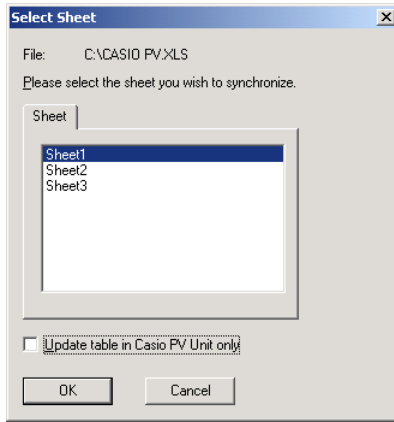 Select Sheet
File: C:\CASIO PV.XLS
Please select the sheet you wish to synchronize.
Sheet
Sheet1
Sheet2
Sheet3
Update table in Casio PV Unit only
OK Cancel